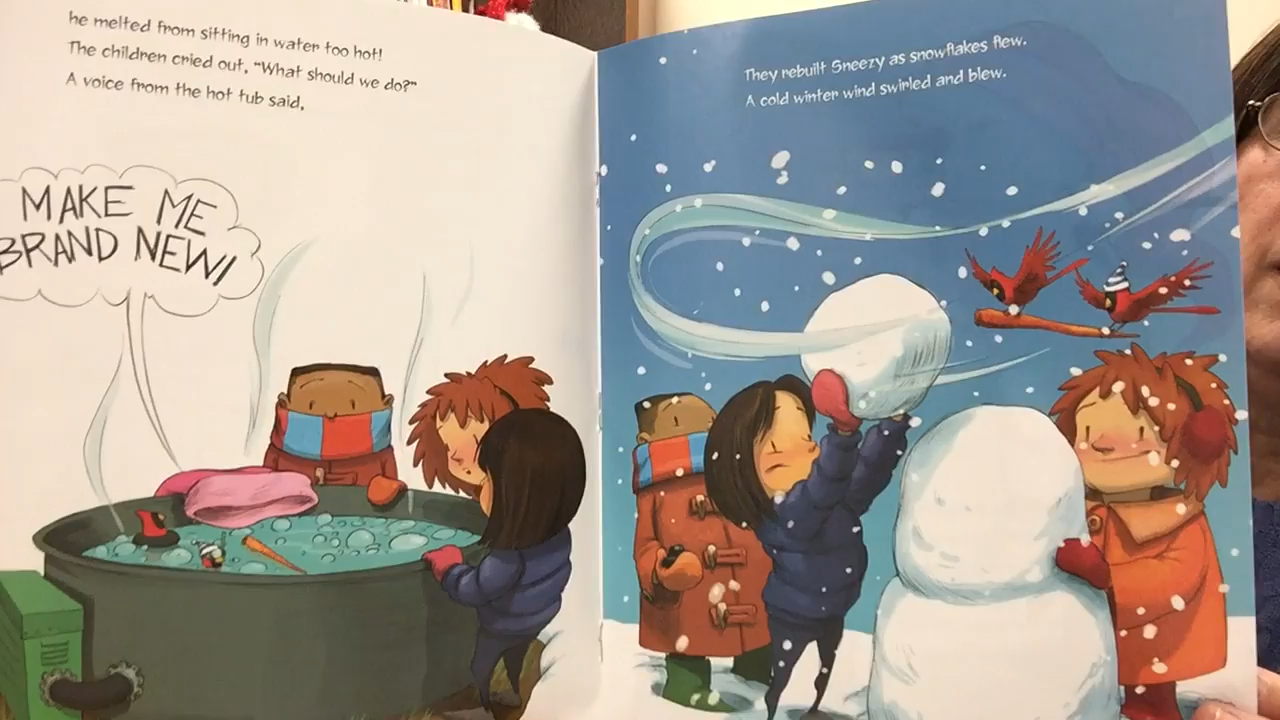 he melted from sitting in water too hot!
The children cried out, "What should we do?"
A voice from the hot tub said,
MAKE ME
BRAND NEW!
They rebuilt Sneezy as snowflakes flew.
A cold winter wind swirled and blew.